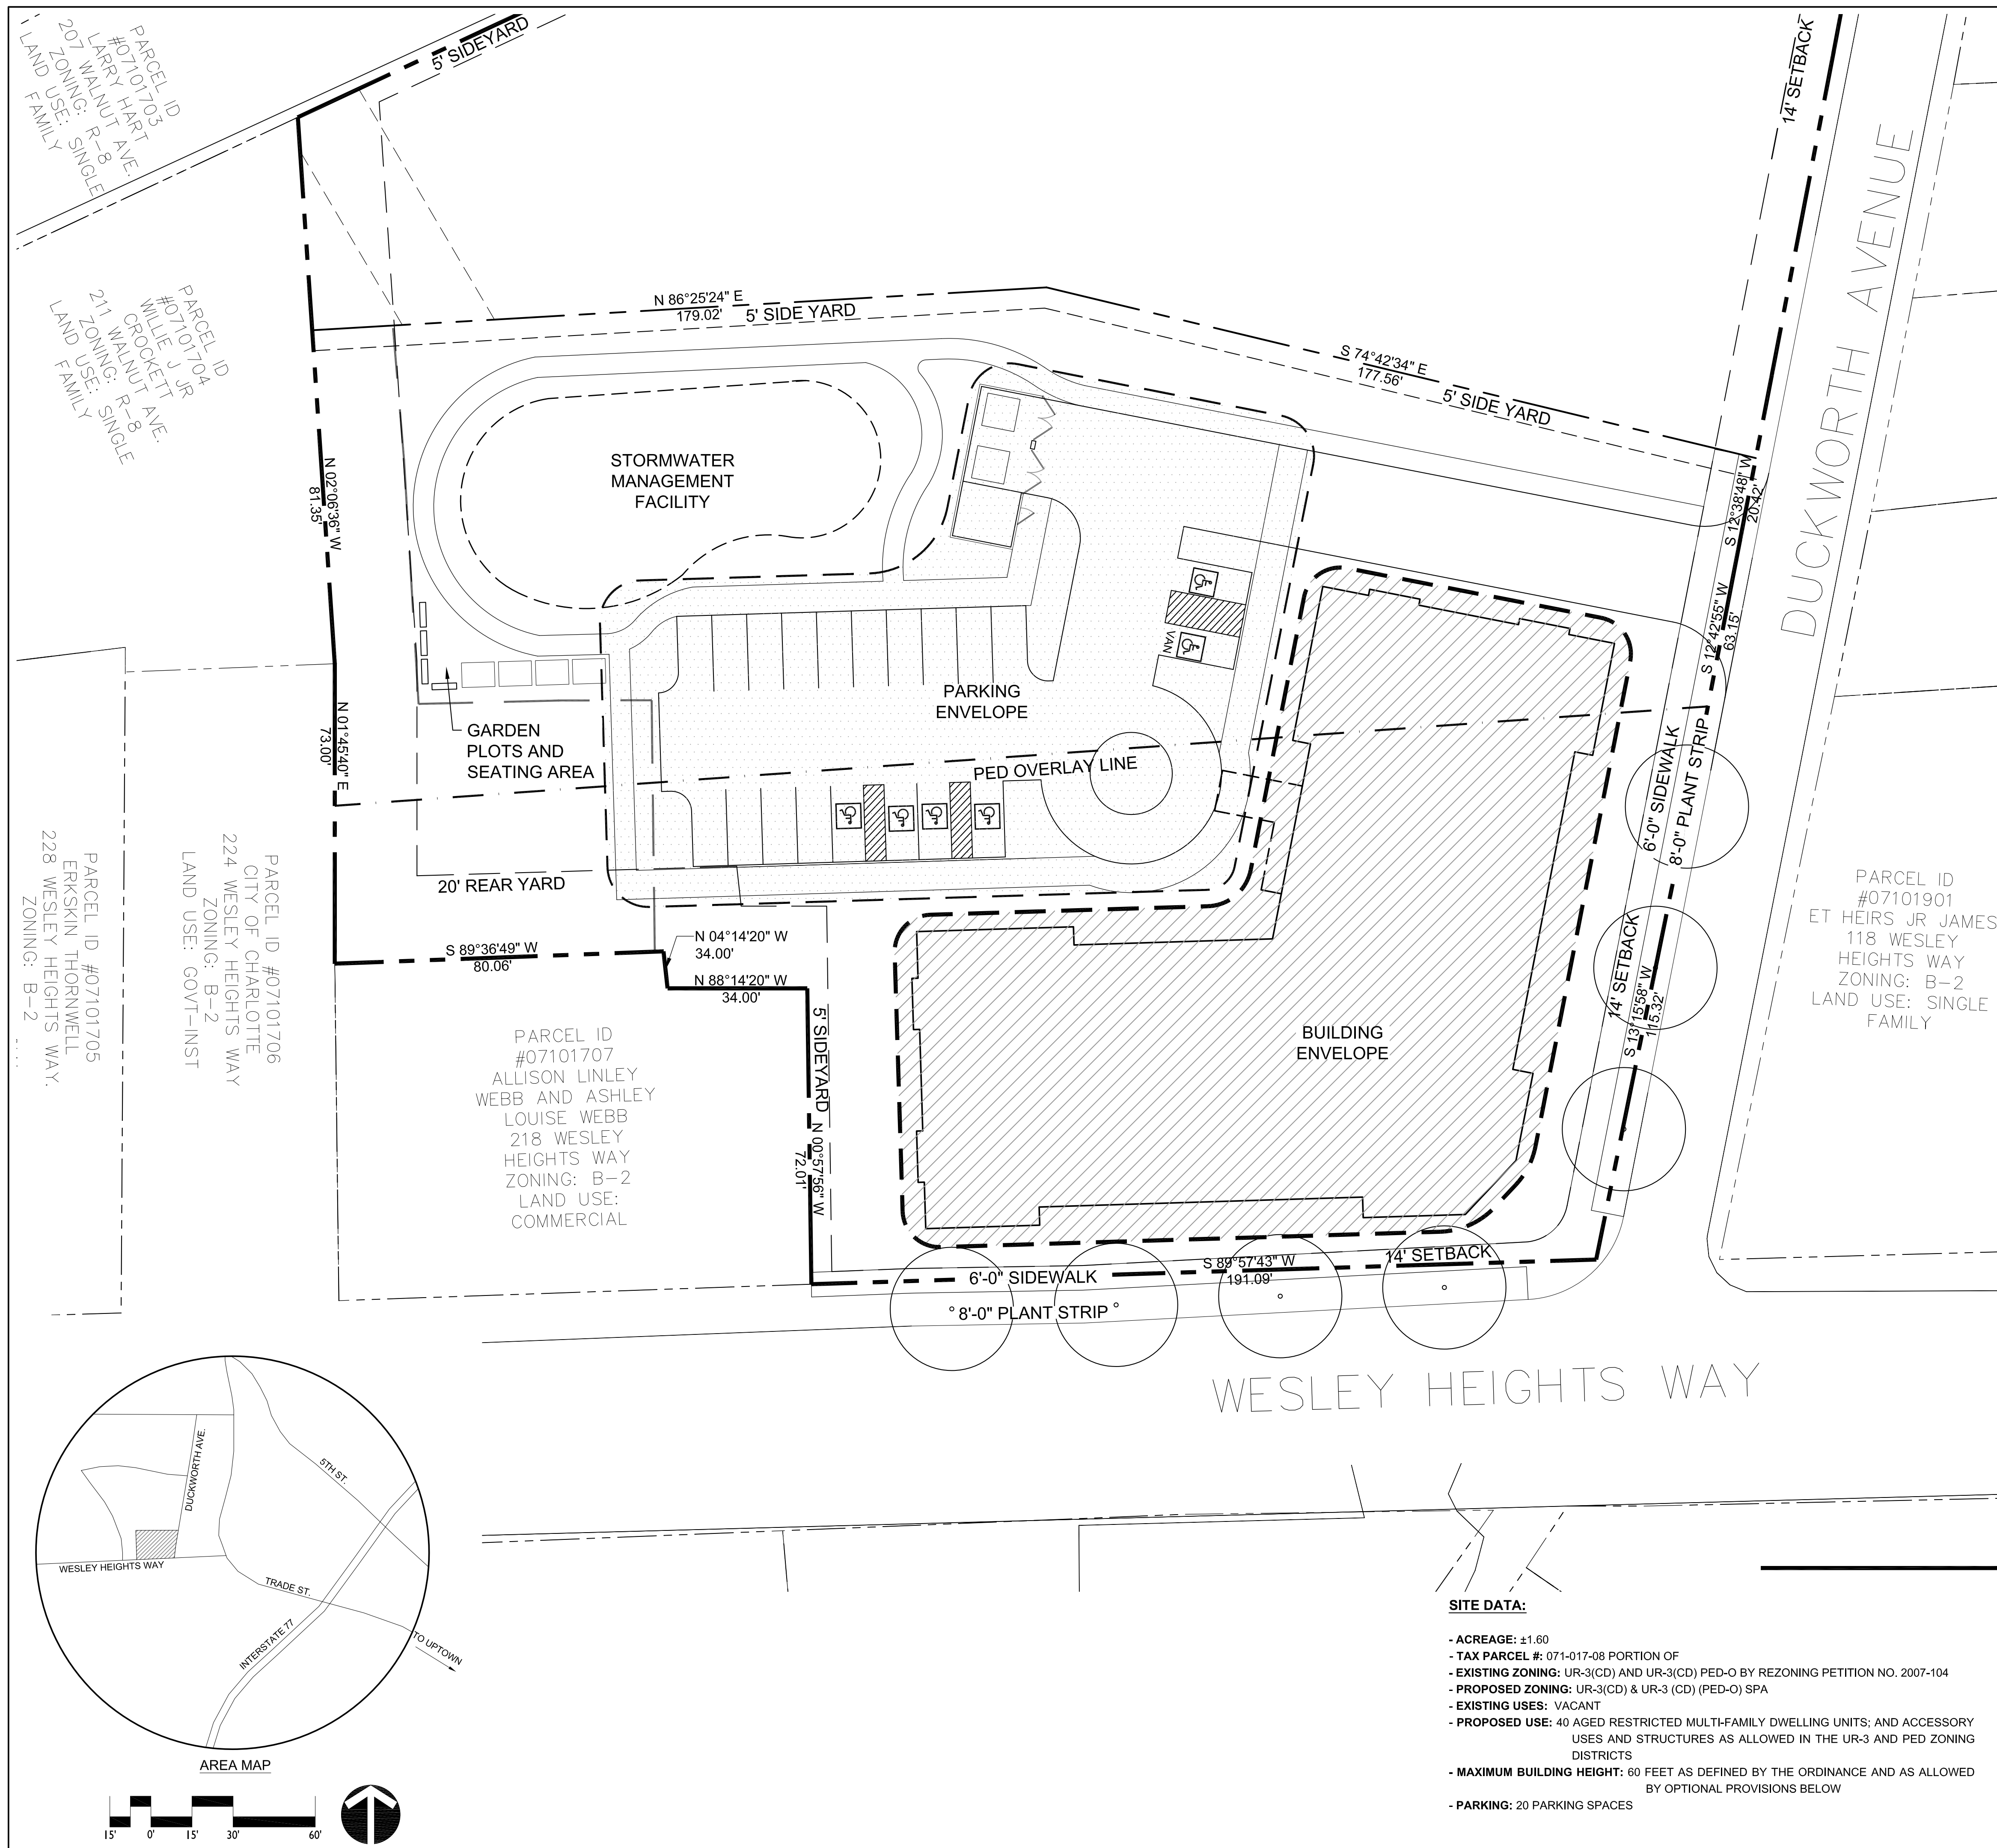 PARCEL ID
#07101703
LARRY HART
207 WALNUT AVE.
ZONING: R-8
LAND USE: SINGLE
FAMILY
5' SIDEYARD
14' SETBACK
DUCKWORTH AVENUE
PARCEL ID
#07101704
WILLIE J JR
CROCKETT
211 WALNUT AVE.
ZONING: R-8
LAND USE: SINGLE
FAMILY
N 86°25'24" E
179.02'
5' SIDE YARD
S 74°42'34" E
177.56'
5' SIDE YARD
N 02°06'36" W
81.35'
STORMWATER
MANAGEMENT
FACILITY
S 12°38'48" W
20.42'
S 12°42'55" W
63.15'
VAN
PARKING
ENVELOPE
N 01°45'40" E
73.00'
GARDEN
PLOTS AND
SEATING AREA
PED OVERLAY LINE
6'-0" SIDEWALK
8'-0" PLANT STRIP
20' REAR YARD
PARCEL ID #07101705
ERKSKIN THORNWELL
228 WESLEY HEIGHTS WAY.
ZONING: B-2
PARCEL ID #07101706
CITY OF CHARLOTTE
224 WESLEY HEIGHTS WAY
ZONING: B-2
LAND USE: GOVT-INST
PARCEL ID
#07101901
ET HEIRS JR JAMES
118 WESLEY
HEIGHTS WAY
ZONING: B-2
LAND USE: SINGLE
FAMILY
S 89°36'49" W
80.06'
N 04°14'20" W
34.00'
N 88°14'20" W
34.00'
14' SETBACK
S 13°15'58" W
115.32'
PARCEL ID
#07101707
ALLISON LINLEY
WEBB AND ASHLEY
LOUISE WEBB
218 WESLEY
HEIGHTS WAY
ZONING: B-2
LAND USE:
COMMERCIAL
5' SIDEYARD
N 00°57'56" W
72.01'
BUILDING
ENVELOPE
6'-0" SIDEWALK
S 89°57'43" W
191.09'
14' SETBACK
8'-0" PLANT STRIP
WESLEY HEIGHTS WAY
DUCKWORTH AVE.
5TH ST.
WESLEY HEIGHTS WAY
TRADE ST.
INTERSTATE 77
TO UPTOWN
AREA MAP
15' 0' 15' 30' 60'
SITE DATA:
- ACREAGE: ±1.60
- TAX PARCEL #: 071-017-08 PORTION OF
- EXISTING ZONING: UR-3(CD) AND UR-3(CD) PED-O BY REZONING PETITION NO. 2007-104
- PROPOSED ZONING: UR-3(CD) & UR-3 (CD) (PED-O) SPA
- EXISTING USES: VACANT
- PROPOSED USE: 40 AGED RESTRICTED MULTI-FAMILY DWELLING UNITS; AND ACCESSORY
USES AND STRUCTURES AS ALLOWED IN THE UR-3 AND PED ZONING
DISTRICTS
- MAXIMUM BUILDING HEIGHT: 60 FEET AS DEFINED BY THE ORDINANCE AND AS ALLOWED
BY OPTIONAL PROVISIONS BELOW
- PARKING: 20 PARKING SPACES